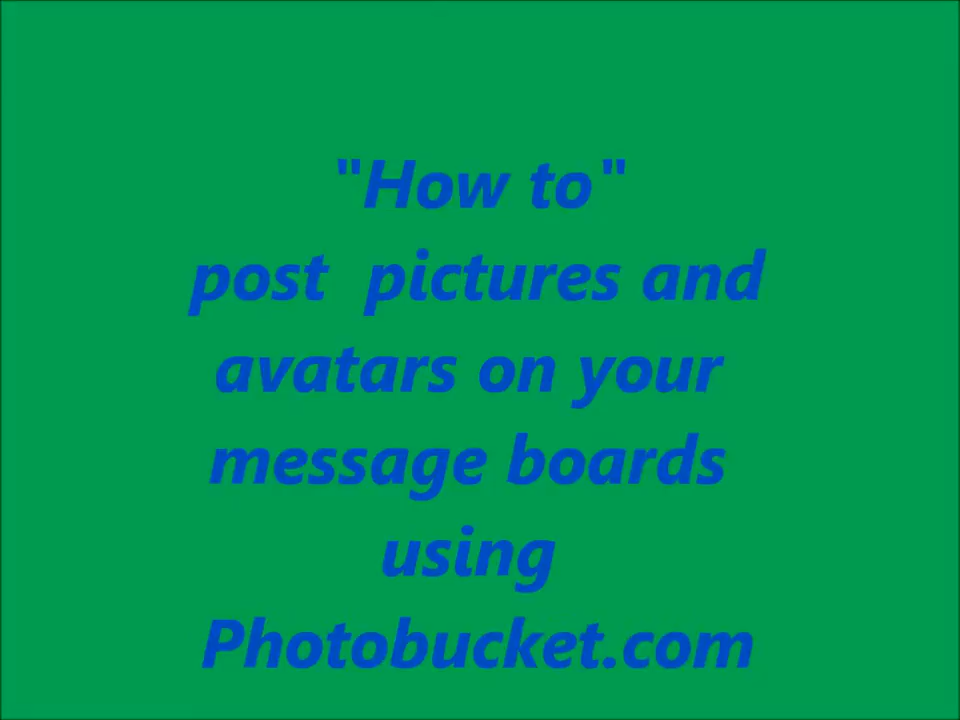 "How to"
post  pictures and
avatars on your
message boards
using
Photobucket.com